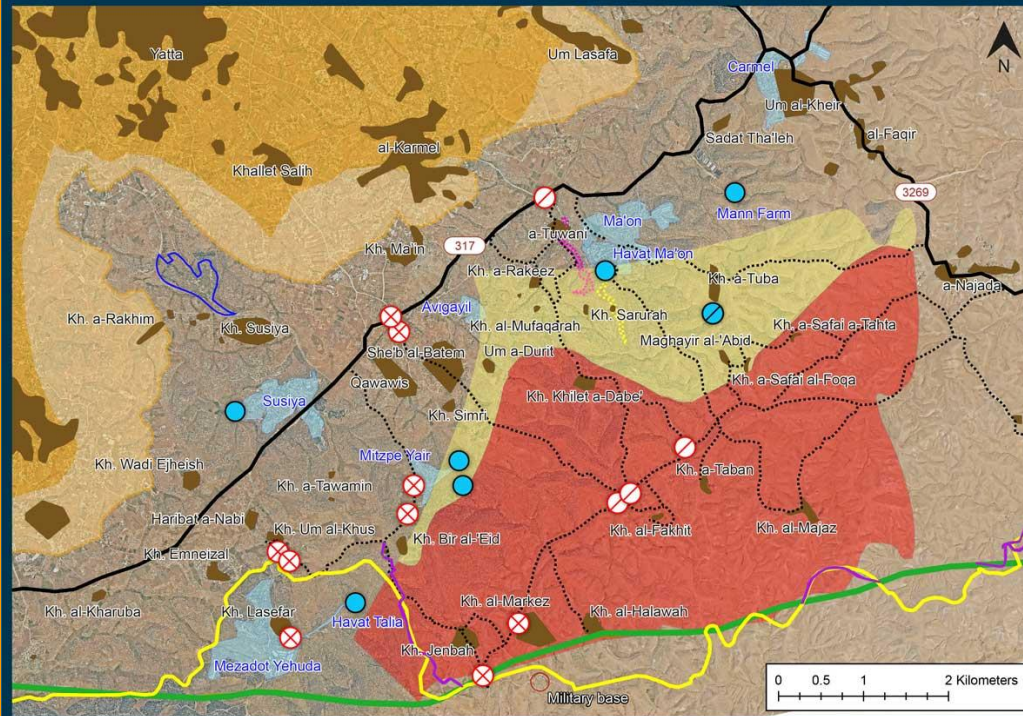 Yatta
Um Lasafa
N
Carmel
Um al-Kheir
al-Faqir
Sadat Tha'leh
al-Karmel
Khallet Salih
3269
Mann Farm
Ma'on
a-Tuwani
317
Kh. Ma'in
Havat Ma'on
Kh. a-Rakeez
Kh. a-Tuba
a-Najada
Avigayil
Kh. Sarurah
Kh. a-Rakhim
Kh. Susiya
Kh. al-Mufaqarah
Kh. a-Safai a-Tahta
Maghayir al-'Abid
She'b al-Batem
Um a-Durit
Kh. a-Safai al-Foqa
Qawawis
Kh. Khilet a-Dabe'
Susiya
Kh. Simri
Mitzpe Yair
Kh. Wadi Ejheish
Kh. a-Taban
Kh. a-Tawamin
Haribat a-Nabi
Kh. Um al-Khus
Kh. al-Fakhit
Kh. al-Majaz
Kh. Bir al-'Eid
Kh. Emneizal
Kh. al-Kharuba
Kh. Lasefar
Havat Talia
Kh. al-Markez
Kh. al-Halawah
Kh. Jenbah
Mezadot Yehuda
Military base
0 0.5 1 2 Kilometers